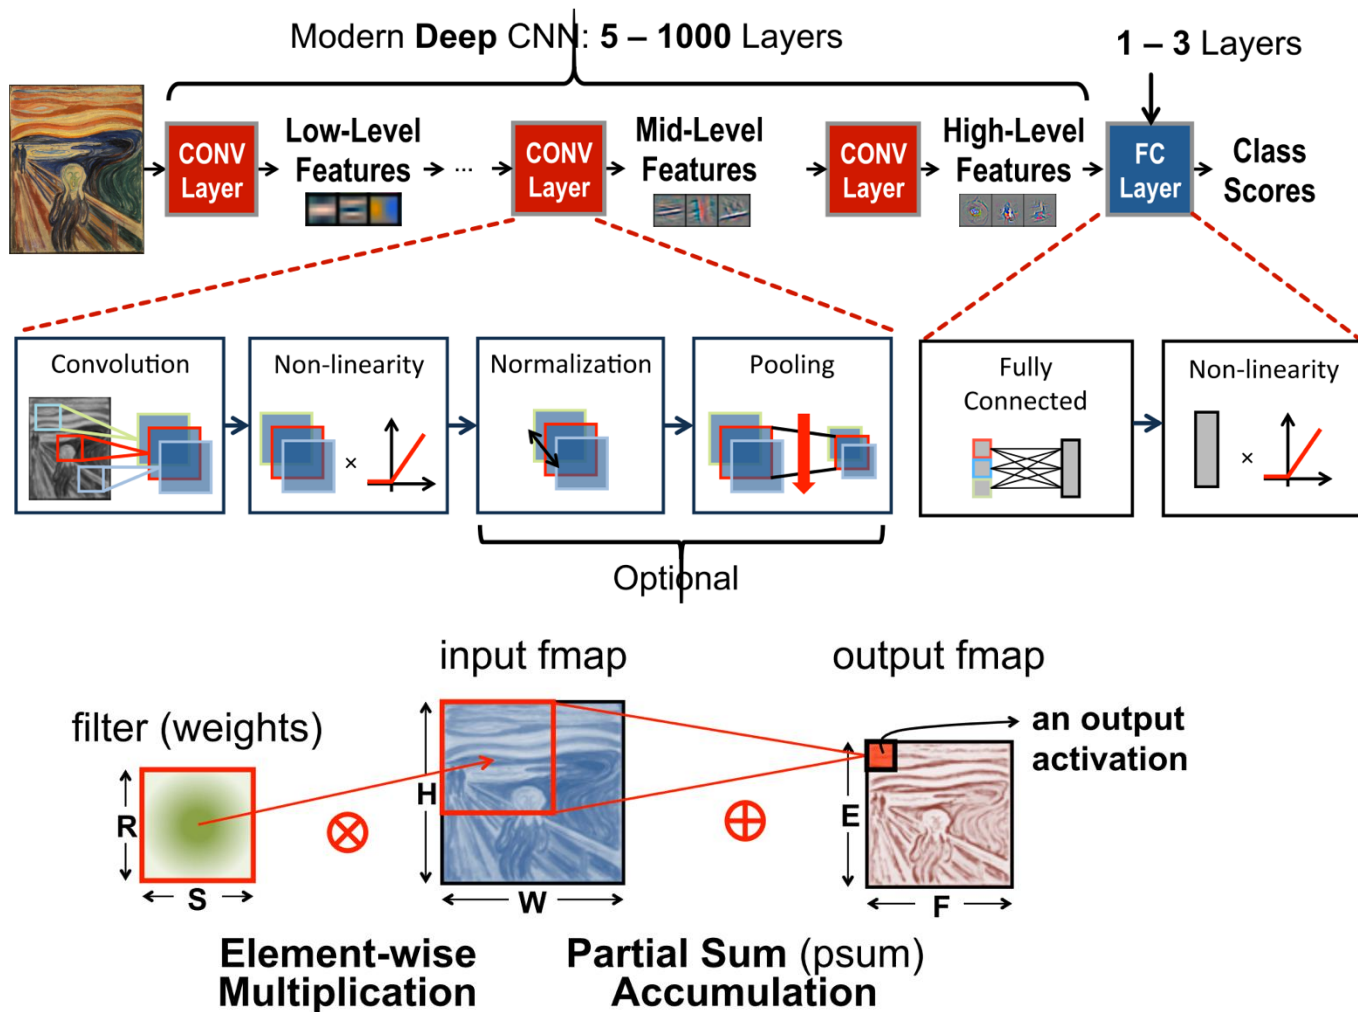 Modern Deep CNN: 5 – 1000 Layers
1 – 3 Layers
CONV
Layer
Low-Level
Features
...
CONV
Layer
Mid-Level
Features
CONV
Layer
High-Level
Features
FC
Layer
Class
Scores
Convolution
Non-linearity
×
Normalization
Pooling
Fully
Connected
Non-linearity
×
Optional
input fmap
output fmap
filter (weights)
an output
activation
R
S
H
W
E
F
Element-wise
Multiplication
Partial Sum (psum)
Accumulation